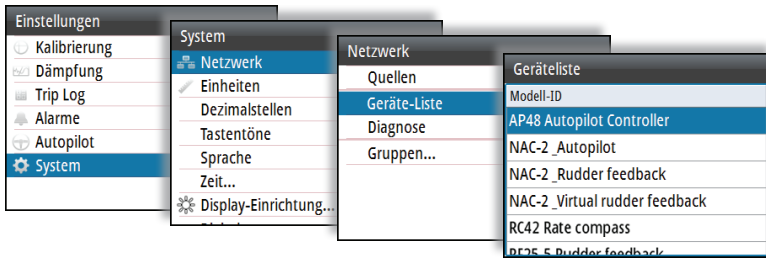 Einstellungen
Kalibrierung
Dämpfung
Trip Log
Alarme
Autopilot
System
System
Netzwerk
Einheiten
Dezimalstellen
Tastentöne
Sprache
Zeit...
Display-Einrichtung...
Netzwerk
Quellen
Geräte-Liste
Diagnose
Gruppen...
Geräteliste
Modell-ID
AP48 Autopilot Controller
NAC-2 _Autopilot
NAC-2 _Rudder feedback
NAC-2 _Virtual rudder feedback
RC42 Rate compass
Rudder feedback